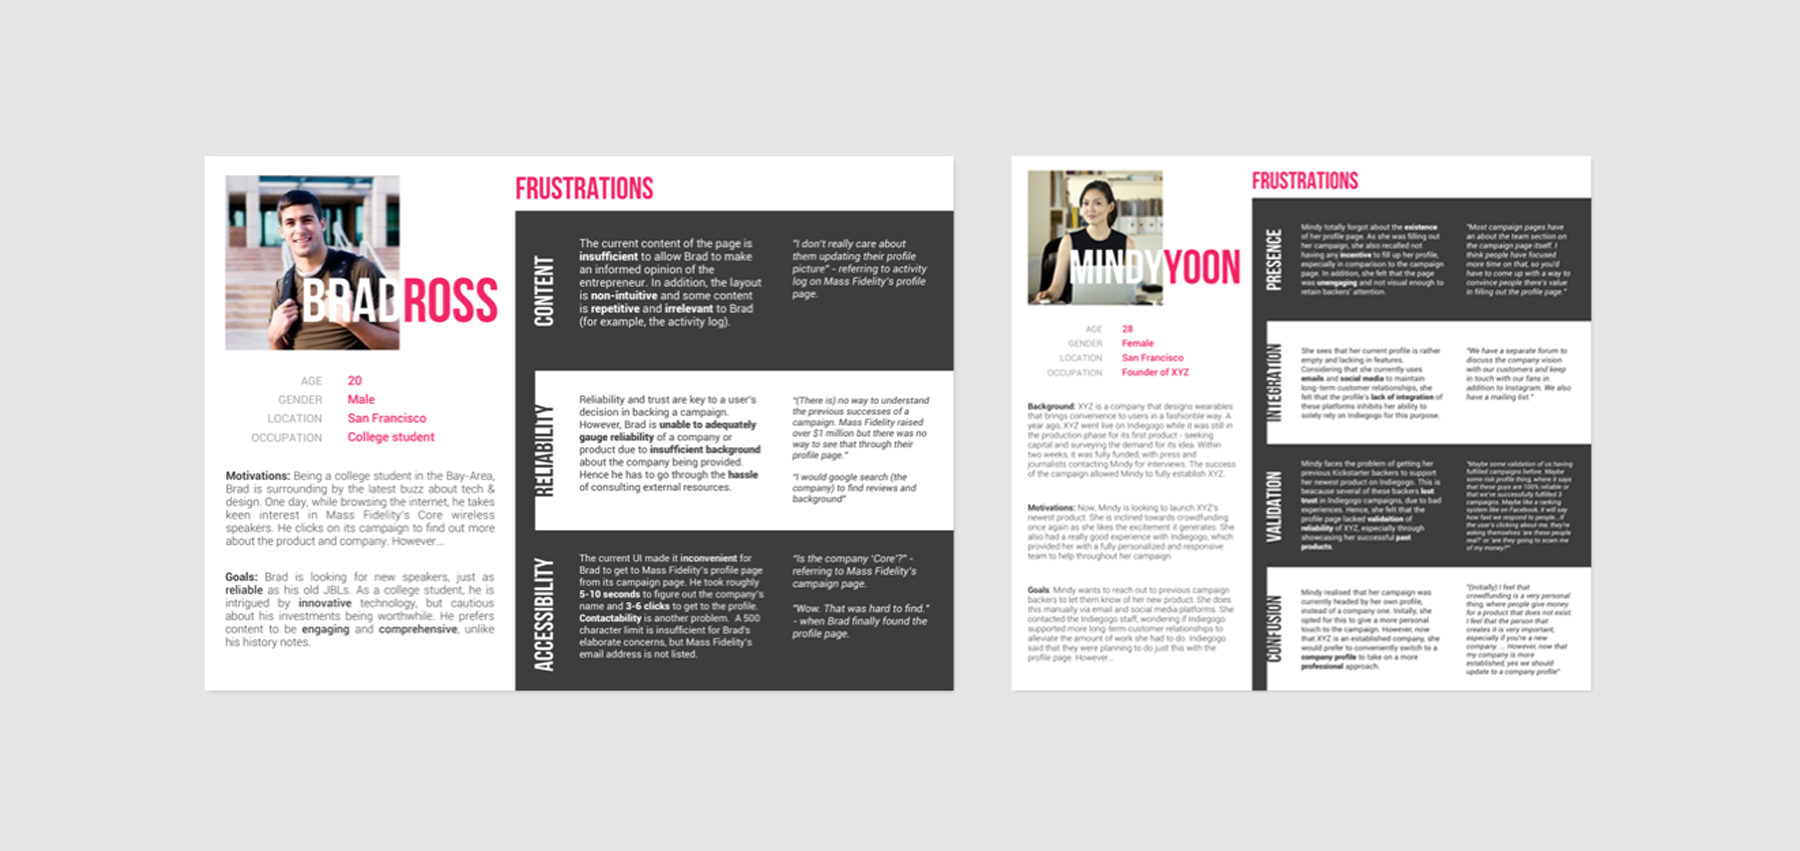 BRADROSS
AGE 20
GENDER Male
LOCATION San Francisco
OCCUPATION College student
Motivations: Being a college student in the Bay-Area,
Brad is surrounding by the latest buzz about tech &
design. One day, while browsing the internet, he takes
keen interest in Mass Fidelity's Core wireless
speakers. He clicks on its campaign to find out more
about the product and company. However...
Goals: Brad is looking for new speakers, just as
reliable as his old JBLs. As a college student, he is
intrigued by innovative technology, but cautious
about his investments being worthwhile. He prefers
content to be engaging and comprehensive, unlike
his history notes.
FRUSTRATIONS
CONTENT
The current content of the page is
insufficient to allow Brad to make
an informed opinion of the
entrepreneur. In addition, the layout
is non-intuitive and some content
is repetitive and irrelevant to Brad
(for example, the activity log).
"I don't really care about
them updating their profile
picture" - referring to activity
log on Mass Fidelity's profile
page.
RELIABILITY
Reliability and trust are key to a user's
decision in backing a campaign.
However, Brad is unable to adequately
gauge reliability of a company or
product due to insufficient background
about the company being provided.
Hence he has to go through the hassle
of consulting external resources.
"(There is) no way to understand
the previous successes of a
campaign. Mass Fidelity raised
over $1 million but there was no
way to see that through their
profile page."
"I would google search (the
company) to find reviews and
background"
ACCESSIBILITY
The current UI made it inconvenient for
Brad to get to Mass Fidelity's profile page
from its campaign page. He took roughly
5-10 seconds to figure out the company's
name and 3-6 clicks to get to the profile.
Contactability is another problem. A 500
character limit is insufficient for Brad's
elaborate concerns, but Mass Fidelity's
email address is not listed.
"Is the company 'Core'?" -
referring to Mass Fidelity's
campaign page.
"Wow. That was hard to find."
- when Brad finally found the
profile page.
MINDYYOON
AGE 28
GENDER Female
LOCATION San Francisco
OCCUPATION Founder of XYZ
Background: XYZ is a company that designs wearables
that brings convenience to users in a fashionble way. A
year ago, XYZ went live on Indiegogo while it was still in
the production phase for its first product - seeking
capital and surveying the demand for its idea. Within
two weeks, it was fully funded, with press and
journalists contacting Mindy for interviews. The success
of the campaign allowed Mindy to fully establish XYZ.
Motivations: Now, Mindy is looking to launch XYZ's
newest product. She is inclined towards crowdfunding
once again as she likes the excitement it generates. She
also had a really good experience with Indiegogo, which
provided her with a fully personalized and responsive
team to help throughout her campaign.
Goals: Mindy wants to reach out to previous campaign
backers to let them know of her new product. She does
this manually via email and social media platforms. She
contacted the Indiegogo staff, wondering if Indiegogo
supported more long-term customer relationships to
alleviate the amount of work she had to do. Indiegogo
said that they were planning to do just this with the
profile page. However...
FRUSTRATIONS
PRESENCE
Mindy totally forgot about the existence
of her profile page. As she was filling out
her campaign, she also recalled not
having any incentive to fill up her profile,
especially in comparison to the campaign
page. In addition, she felt that the page
was unengaging and not visual enough to
retain backers' attention.
"Most campaign pages have
an about the team section on
the campaign page itself. I
think people have focused
more time on that, so you'd
have to come up with a way to
convince people there's value
in filling out the profile page."
INTEGRATION
She sees that her current profile is rather
empty and lacking in features.
Considering that she currently uses
emails and social media to maintain
long-term customer relationships, she
felt that the profile's lack of integration of
these platforms inhibits her ability to
solely rely on Indiegogo for this purpose.
"We have a separate forum to
discuss the company vision
with our customers and keep
in touch with our fans in
addition to Instagram. We also
have a mailing list."
VALIDATION
Mindy faces the problem of getting her
previous Kickstarter backers to support
her newest product on Indiegogo. This is
beacause several of these backers lost
trust in Indiegogo campaigns, due to bad
experiences. Hence, she felt that the
profile page lacked validaition of
reliability of XYZ, especially through
showcasing her successful past
products.
"Maybe some validation of us having
fulfilled campaigns before. Maybe
some risk profile thing, where it says
that these guys are 100% reliable or
that we've successfully fulfilled 3
campaigns. Maybe like a ranking
system like on Facebook, it will say
how fast we respond to people...if
the user's clicking about me, they're
asking themselves 'are these people
real?' or 'are they going to scam me
of my money?'"
CONFUSION
Mindy realised that her campaign was
currently headed by her own profile,
instead of a company one. Initally, she
opted for this to give a more personal
touch to the campaign. However, now
that XYZ is an established company, she
would prefer to conveniently switch to a
company profile to take on a more
professional approach.
"(Initially) I feel that
crowdfunding is a very personal
thing, where people give money
for a product that does not exist.
I feel that the person that
creates it is very important,
especially if you're a new
company. ... However, now that
my company is more
established, yes we should
update to a company profile"